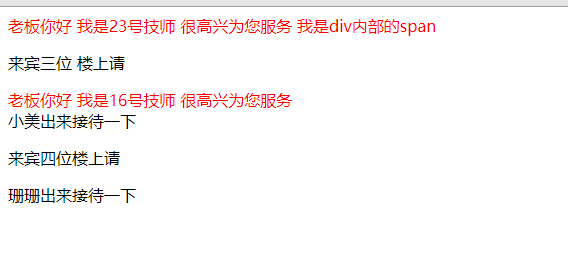 老板你好 我是23号技师 很高兴为您服务 我是div内部的span
来宾三位 楼上请
老板你好 我是16号技师 很高兴为您服务
小美出来接待一下
来宾四位楼上请
珊珊出来接待一下